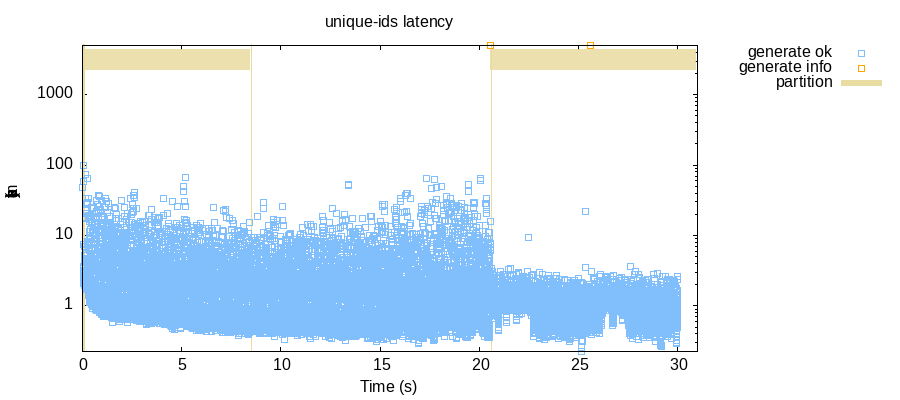 unique-ids latency
generate ok
generate info
partition
1000
100
10
1
0
5
10
15
20
25
30
Time (s)